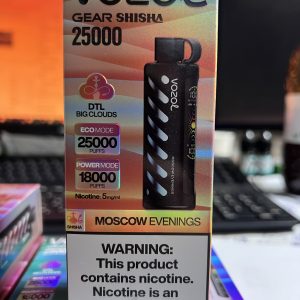 VOZOL
GEAR SHISHA
25000
DTL
BIG CLOUDS
ECO MODE
25000
PUFFS
POWER MODE
18000
PUFFS
Nicotine: 5mg/ml
VOZOL
MOSCOW EVENINGS
SHISHA
WARNING:
This product
contains nicotine.
Nicotine is an